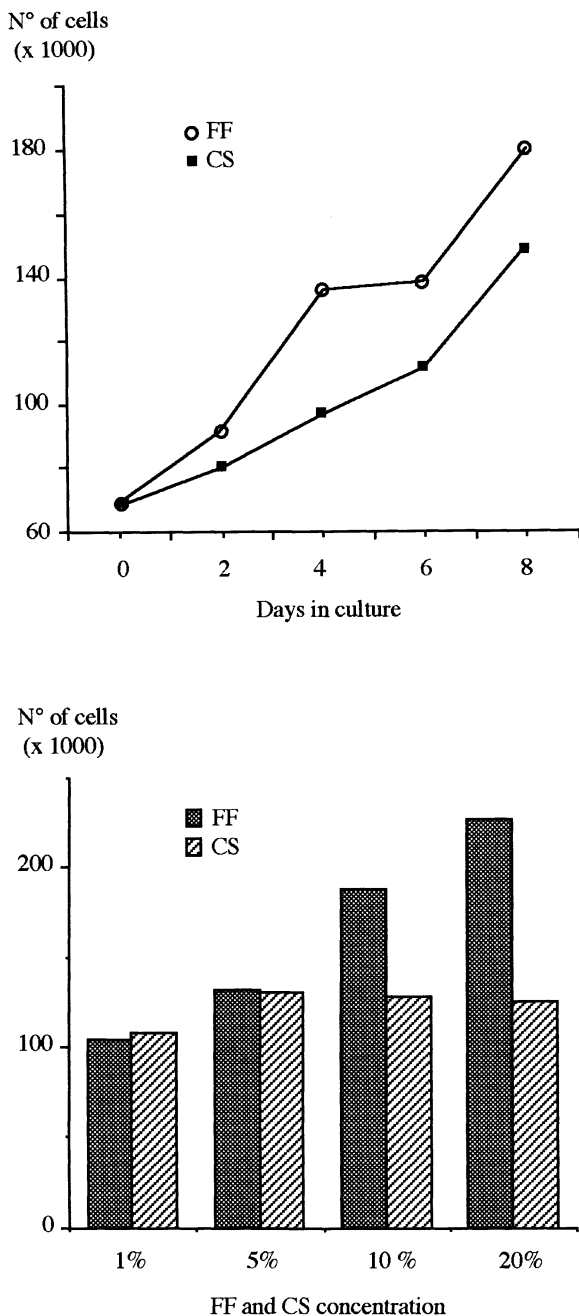 N° of cells
(x 1000)
FF
CS
180
140
100
60
0 2 4 6 8
Days in culture
N° of cells
(x 1000)
FF
CS
200
100
0
1% 5% 10 % 20%
FF and CS concentration